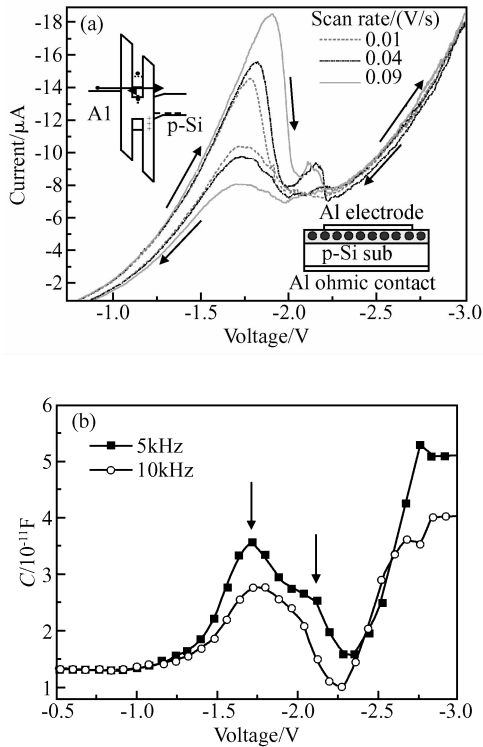 (a)
Scan rate/(V/s)
0.01
0.04
0.09
-18
-16
-14
-12
-10
-8
-6
-4
-2
Current/μA
A1
p-Si
Al electrode
p-Si sub
Al ohmic contact
-1.0 -1.5 -2.0 -2.5 -3.0
Voltage/V
(b)
5kHz
10kHz
6
5
4
3
2
1
C/10⁻¹¹F
-0.5 -1.0 -1.5 -2.0 -2.5 -3.0
Voltage/V